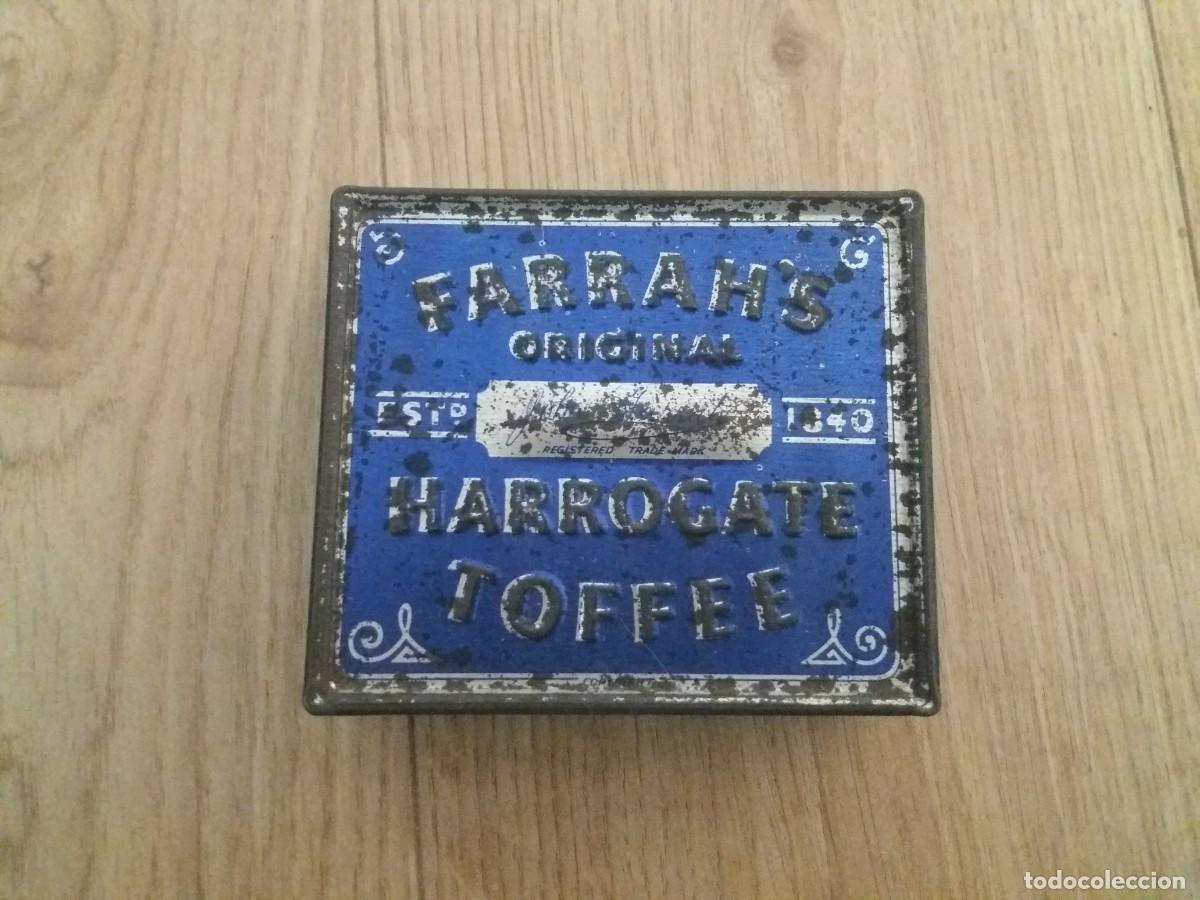 FARRAH'S
ORIGINAL
ESTD 1840
REGISTERED TRADE MARK
HARROGATE
TOFFEE
todocoleccion